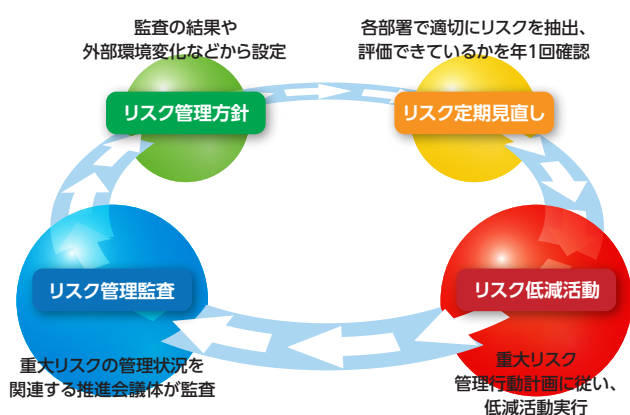 監査の結果や
外部環境変化などから設定
リスク管理方針
各部署で適切にリスクを抽出、
評価できているかを年1回確認
リスク定期見直し
リスク低減活動
重大リスク
管理行動計画に従い、
低減活動実行
リスク管理監査
重大リスクの管理状況を
関連する推進会議体が監査